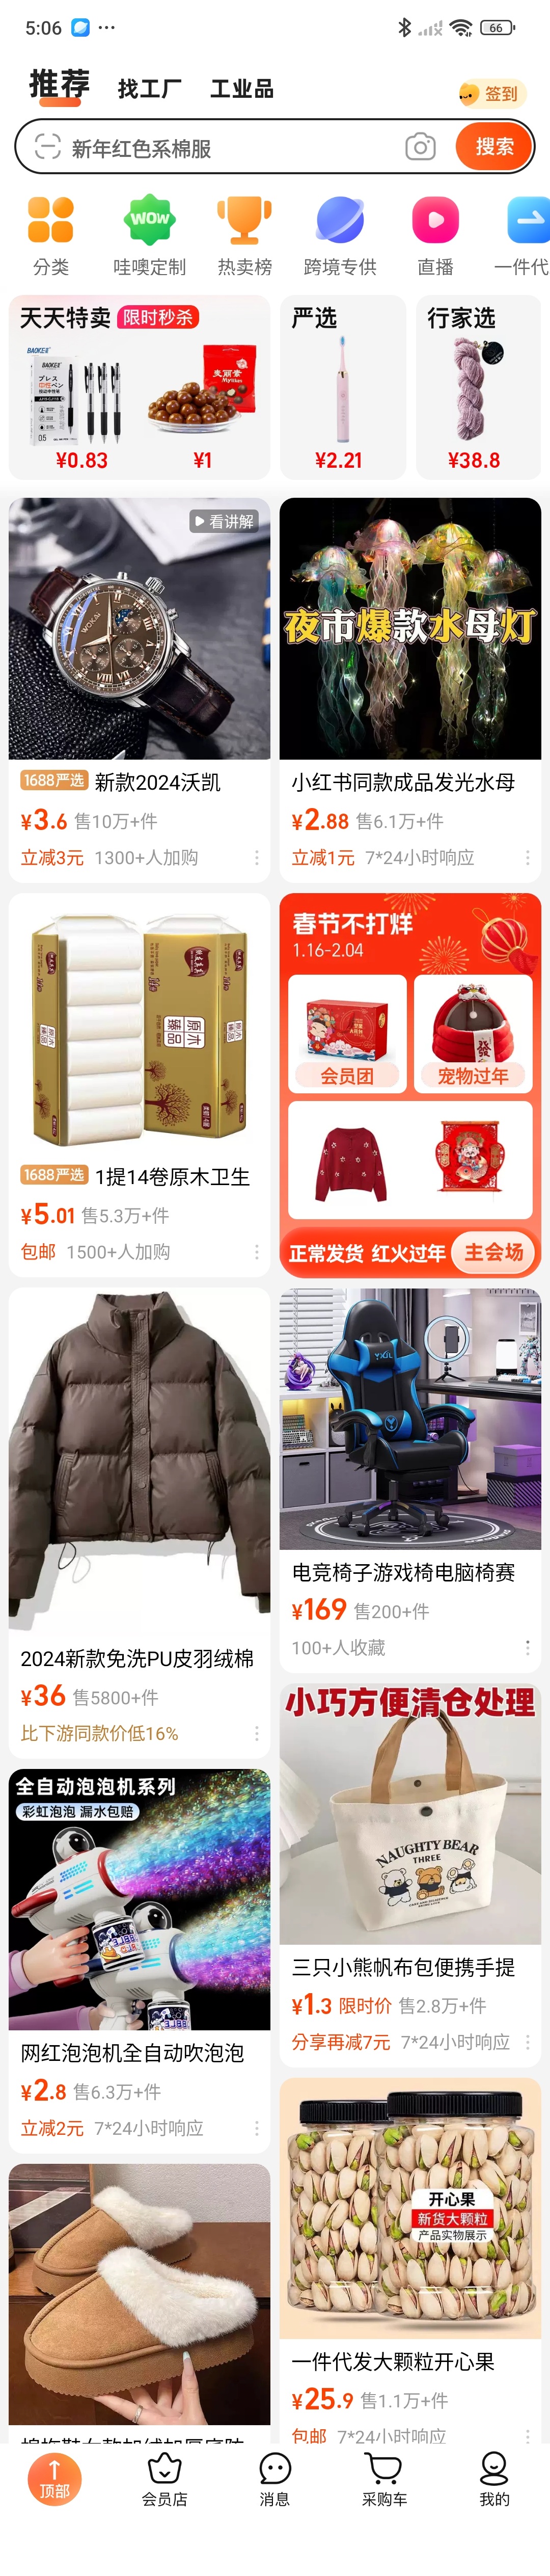 5:06
66
推荐 找工厂 工业品
签到
新年红色系棉服
搜索
分类 哇噢定制 热卖榜 跨境专供 直播 一件代
WOW
天天特卖 限时秒杀
¥0.83
¥1
严选
¥2.21
行家选
¥38.8
看讲解
1688严选 新款2024沃凯
¥3.6 售10万+件
立减3元 1300+人加购
夜市爆款水母灯
小红书同款成品发光水母
¥2.88 售6.1万+件
立减1元 7*24小时响应
原木臻品
1688严选 1提14卷原木卫生
¥5.01 售5.3万+件
包邮 1500+人加购
春节不打烊
1.16-2.04
会员团
宠物过年
正常发货 红火过年 主会场
2024新款免洗PU皮羽绒棉
¥36 售5800+件
比下游同款价低16%
电竞椅子游戏椅电脑椅赛
¥169 售200+件
100+人收藏
全自动泡泡机系列
彩虹泡泡 漏水包赔
网红泡泡机全自动吹泡泡
¥2.8 售6.3万+件
立减2元 7*24小时响应
小巧方便清仓处理
NAUGHTY BEAR
THREE
三只小熊帆布包便携手提
¥1.3 限时价 售2.8万+件
分享再减7元 7*24小时响应
开心果
新货大颗粒
产品实物展示
一件代发大颗粒开心果
¥25.9 售1.1万+件
包邮 7*24小时响应
顶部
会员店
消息
采购车
我的